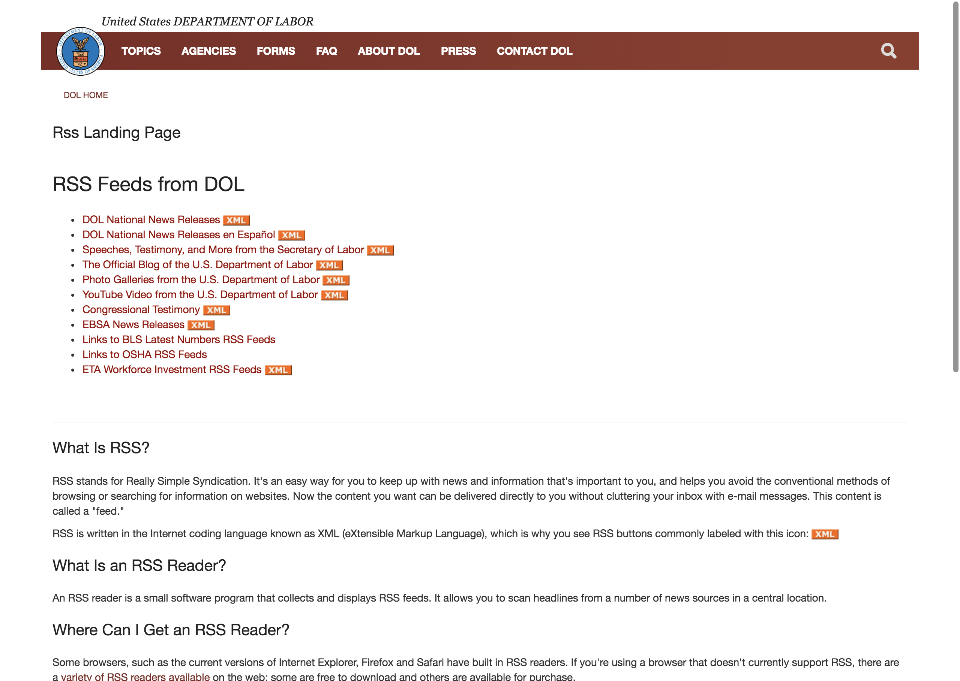 United States DEPARTMENT OF LABOR
TOPICS AGENCIES FORMS FAQ ABOUT DOL PRESS CONTACT DOL
DOL HOME
Rss Landing Page
RSS Feeds from DOL
DOL National News Releases XML
DOL National News Releases en Español XML
Speeches, Testimony, and More from the Secretary of Labor XML
The Official Blog of the U.S. Department of Labor XML
Photo Galleries from the U.S. Department of Labor XML
YouTube Video from the U.S. Department of Labor XML
Congressional Testimony XML
EBSA News Releases XML
Links to BLS Latest Numbers RSS Feeds
Links to OSHA RSS Feeds
ETA Workforce Investment RSS Feeds XML
What Is RSS?
RSS stands for Really Simple Syndication. It's an easy way for you to keep up with news and information that's important to you, and helps you avoid the conventional methods of
browsing or searching for information on websites. Now the content you want can be delivered directly to you without cluttering your inbox with e-mail messages. This content is
called a "feed."
RSS is written in the Internet coding language known as XML (eXtensible Markup Language), which is why you see RSS buttons commonly labeled with this icon: XML
What Is an RSS Reader?
An RSS reader is a small software program that collects and displays RSS feeds. It allows you to scan headlines from a number of news sources in a central location.
Where Can I Get an RSS Reader?
Some browsers, such as the current versions of Internet Explorer, Firefox and Safari have built in RSS readers. If you're using a browser that doesn't currently support RSS, there are
a variety of RSS readers available on the web; some are free to download and others are available for purchase.